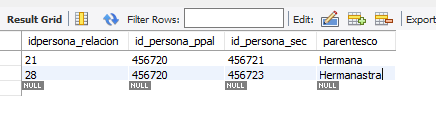 Result Grid Filter Rows: Edit: Export
idpersona_relacion id_persona_ppal id_persona_sec parentesco
21 456720 456721 Hermana
28 456720 456723 Hermanastra
NULL NULL NULL NULL